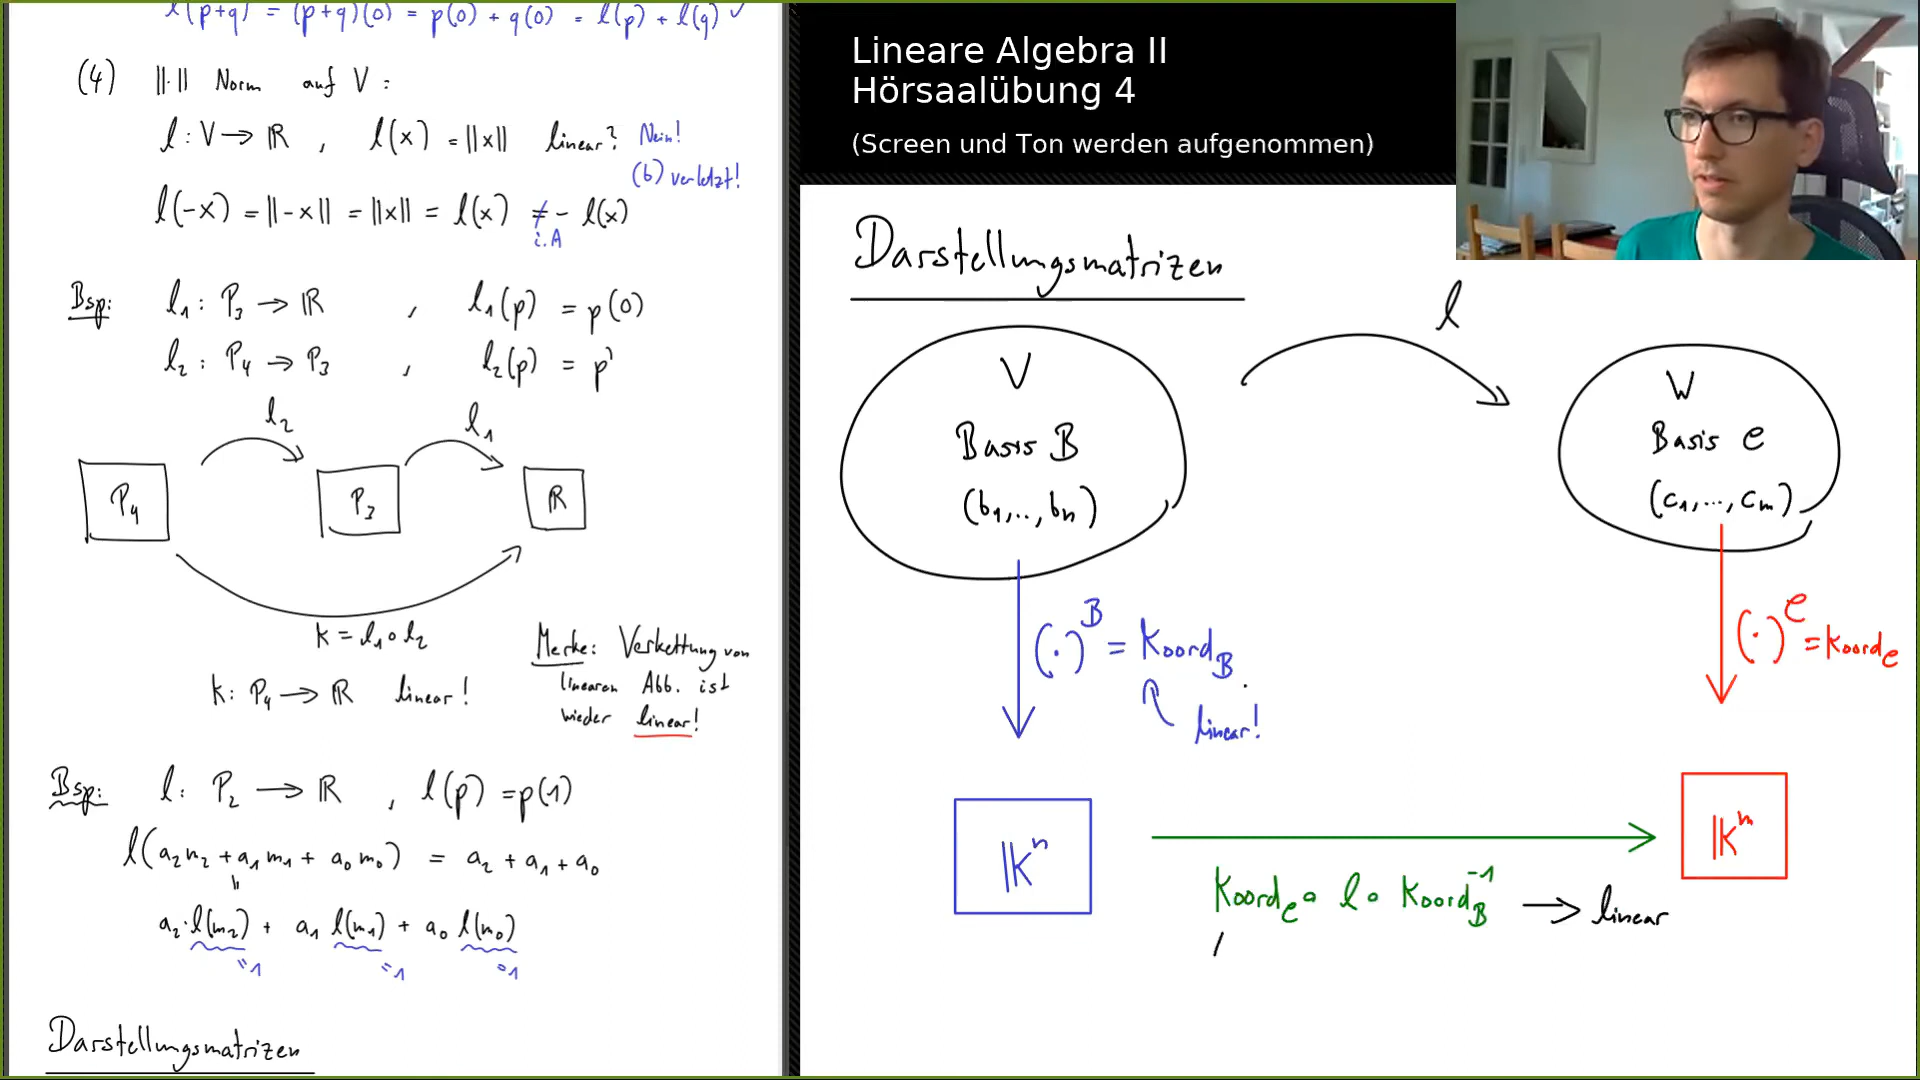 l(p+q) = (p+q)(0) = p(0) + q(0) = l(p) + l(q) ✓
(4) ||·|| Norm auf V :
l : V → ℝ , l(x) = ||x|| linear? Nein!
(b) verletzt!
l(-x) = ||-x|| = ||x|| = l(x) ≠ - l(x)
i.A
Bsp: l₁ : P₃ → ℝ , l₁(p) = p(0)
l₂ : P₄ → P₃ , l₂(p) = p'
l₂ l₁
P₄ P₃ ℝ
k = l₁ ∘ l₂
k : P₄ → ℝ linear!
Merke: Verkettung von
linearen Abb. ist
wieder linear!
Bsp: l : P₂ → ℝ , l(p) = p(1)
l(a₂m₂ + a₁m₁ + a₀m₀) = a₂ + a₁ + a₀
"
a₂·l(m₂) + a₁ l(m₁) + a₀ l(m₀)
=1 =1 =1
Darstellungsmatrizen
Lineare Algebra II
Hörsaalübung 4
(Screen und Ton werden aufgenommen)
Darstellungsmatrizen
l
V
Basis B
(b₁,..,bₙ)
W
Basis C
(c₁,...,cₘ)
(·)^B = Koord_B
linear!
(·)^C = Koord_C
𝕂ⁿ
𝕂ᵐ
Koord_C ∘ l ∘ Koord_B⁻¹ → linear